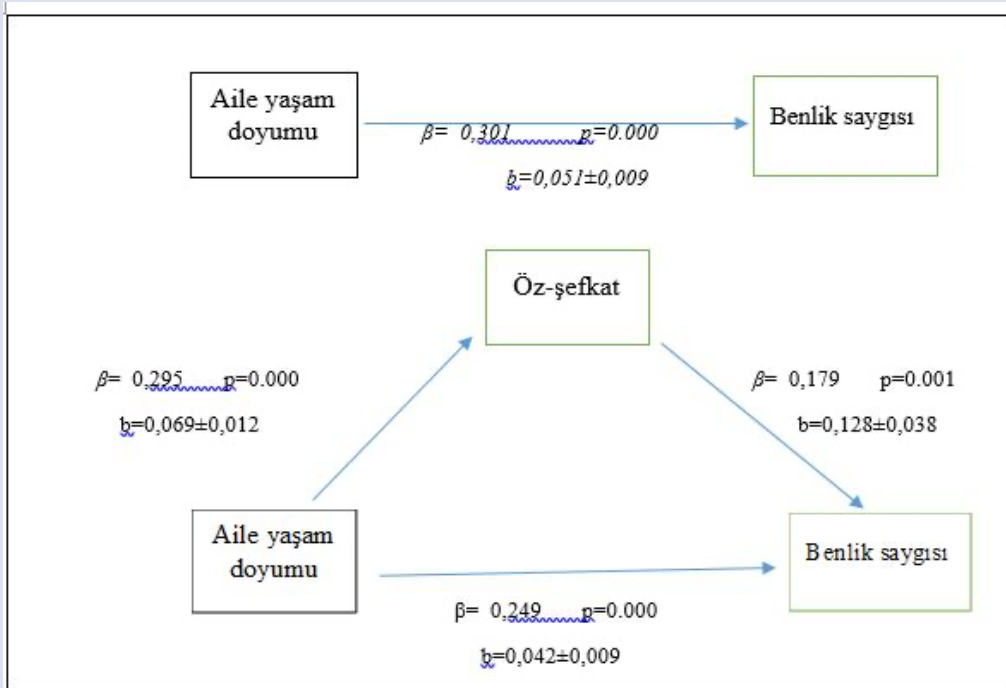 Aile yaşam
doyumu
Benlik saygısı
β= 0,301 p=0.000
b=0,051±0,009
Öz-şefkat
β= 0,295 p=0.000
b=0,069±0,012
β= 0,179 p=0.001
b=0,128±0,038
Aile yaşam
doyumu
Benlik saygısı
β= 0,249 p=0.000
b=0,042±0,009